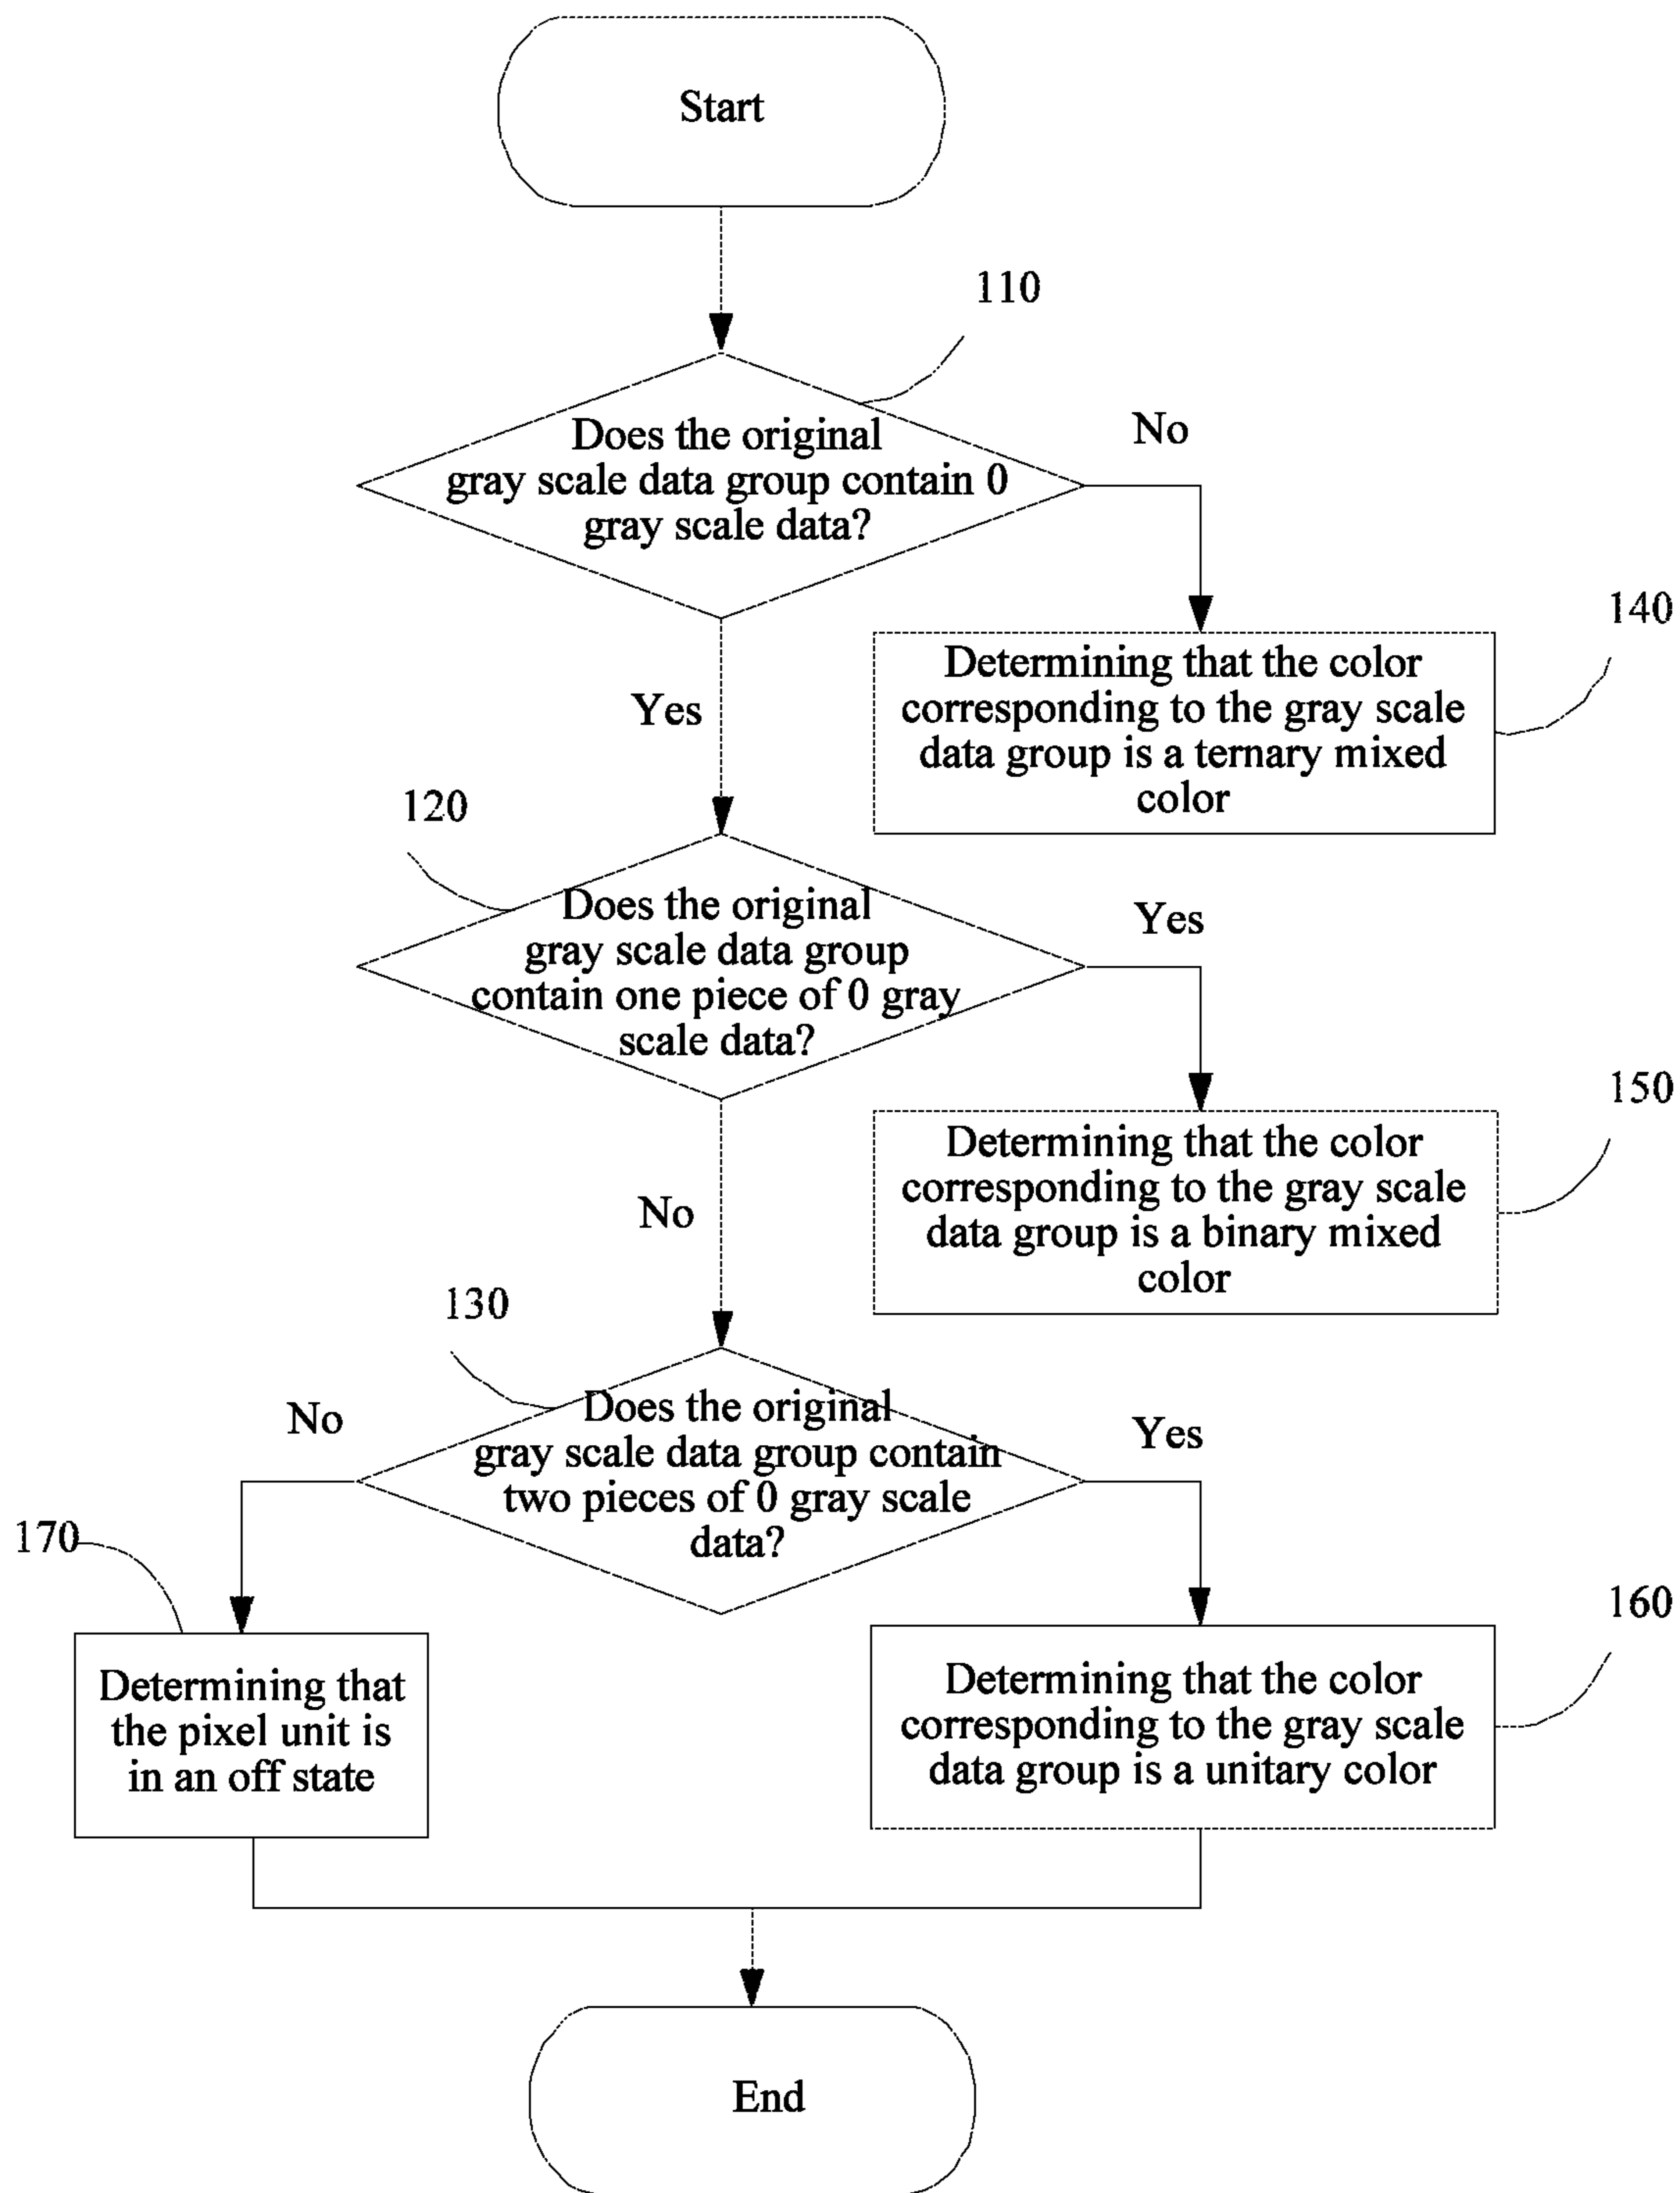 Start
110
Does the original
gray scale data group contain 0
gray scale data?
No
140
Determining that the color
corresponding to the gray scale
data group is a ternary mixed
color
Yes
120
Does the original
gray scale data group
contain one piece of 0 gray
scale data?
Yes
150
Determining that the color
corresponding to the gray scale
data group is a binary mixed
color
No
130
Does the original
gray scale data group contain
two pieces of 0 gray scale
data?
No
Yes
170
160
Determining that
the pixel unit is
in an off state
Determining that the color
corresponding to the gray scale
data group is a unitary color
End